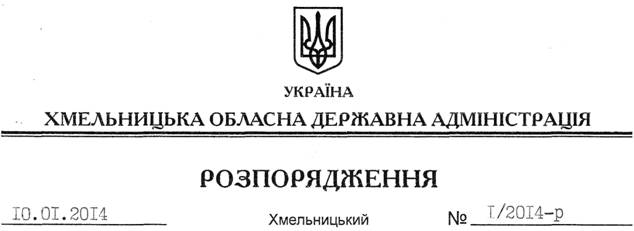 УКРАЇНА
ХМЕЛЬНИЦЬКА ОБЛАСНА ДЕРЖАВНА АДМІНІСТРАЦІЯ
РОЗПОРЯДЖЕННЯ
10.01.2014 Хмельницький № 1/2014-р